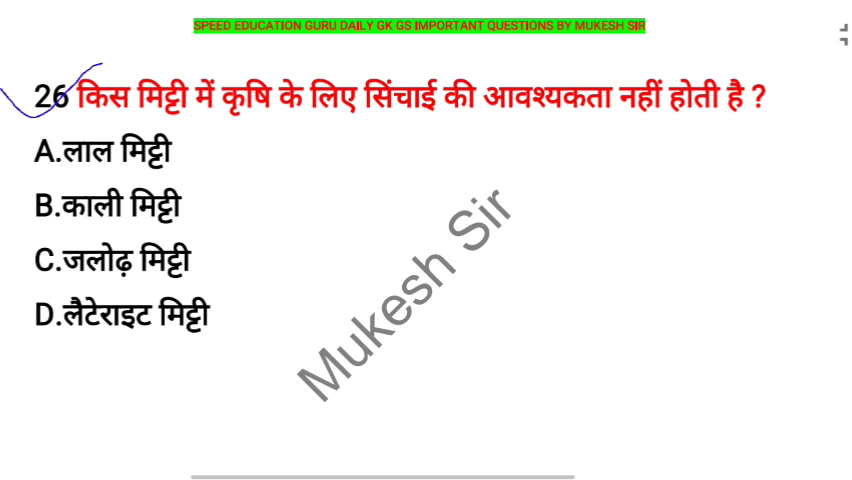 SPEED EDUCATION GURU DAILY GK GS IMPORTANT QUESTIONS BY MUKESH SIR
26 किस मिट्टी में कृषि के लिए सिंचाई की आवश्यकता नहीं होती है ?
A.लाल मिट्टी
B.काली मिट्टी
C.जलोढ़ मिट्टी
D.लैटेराइट मिट्टी
Mukesh Sir